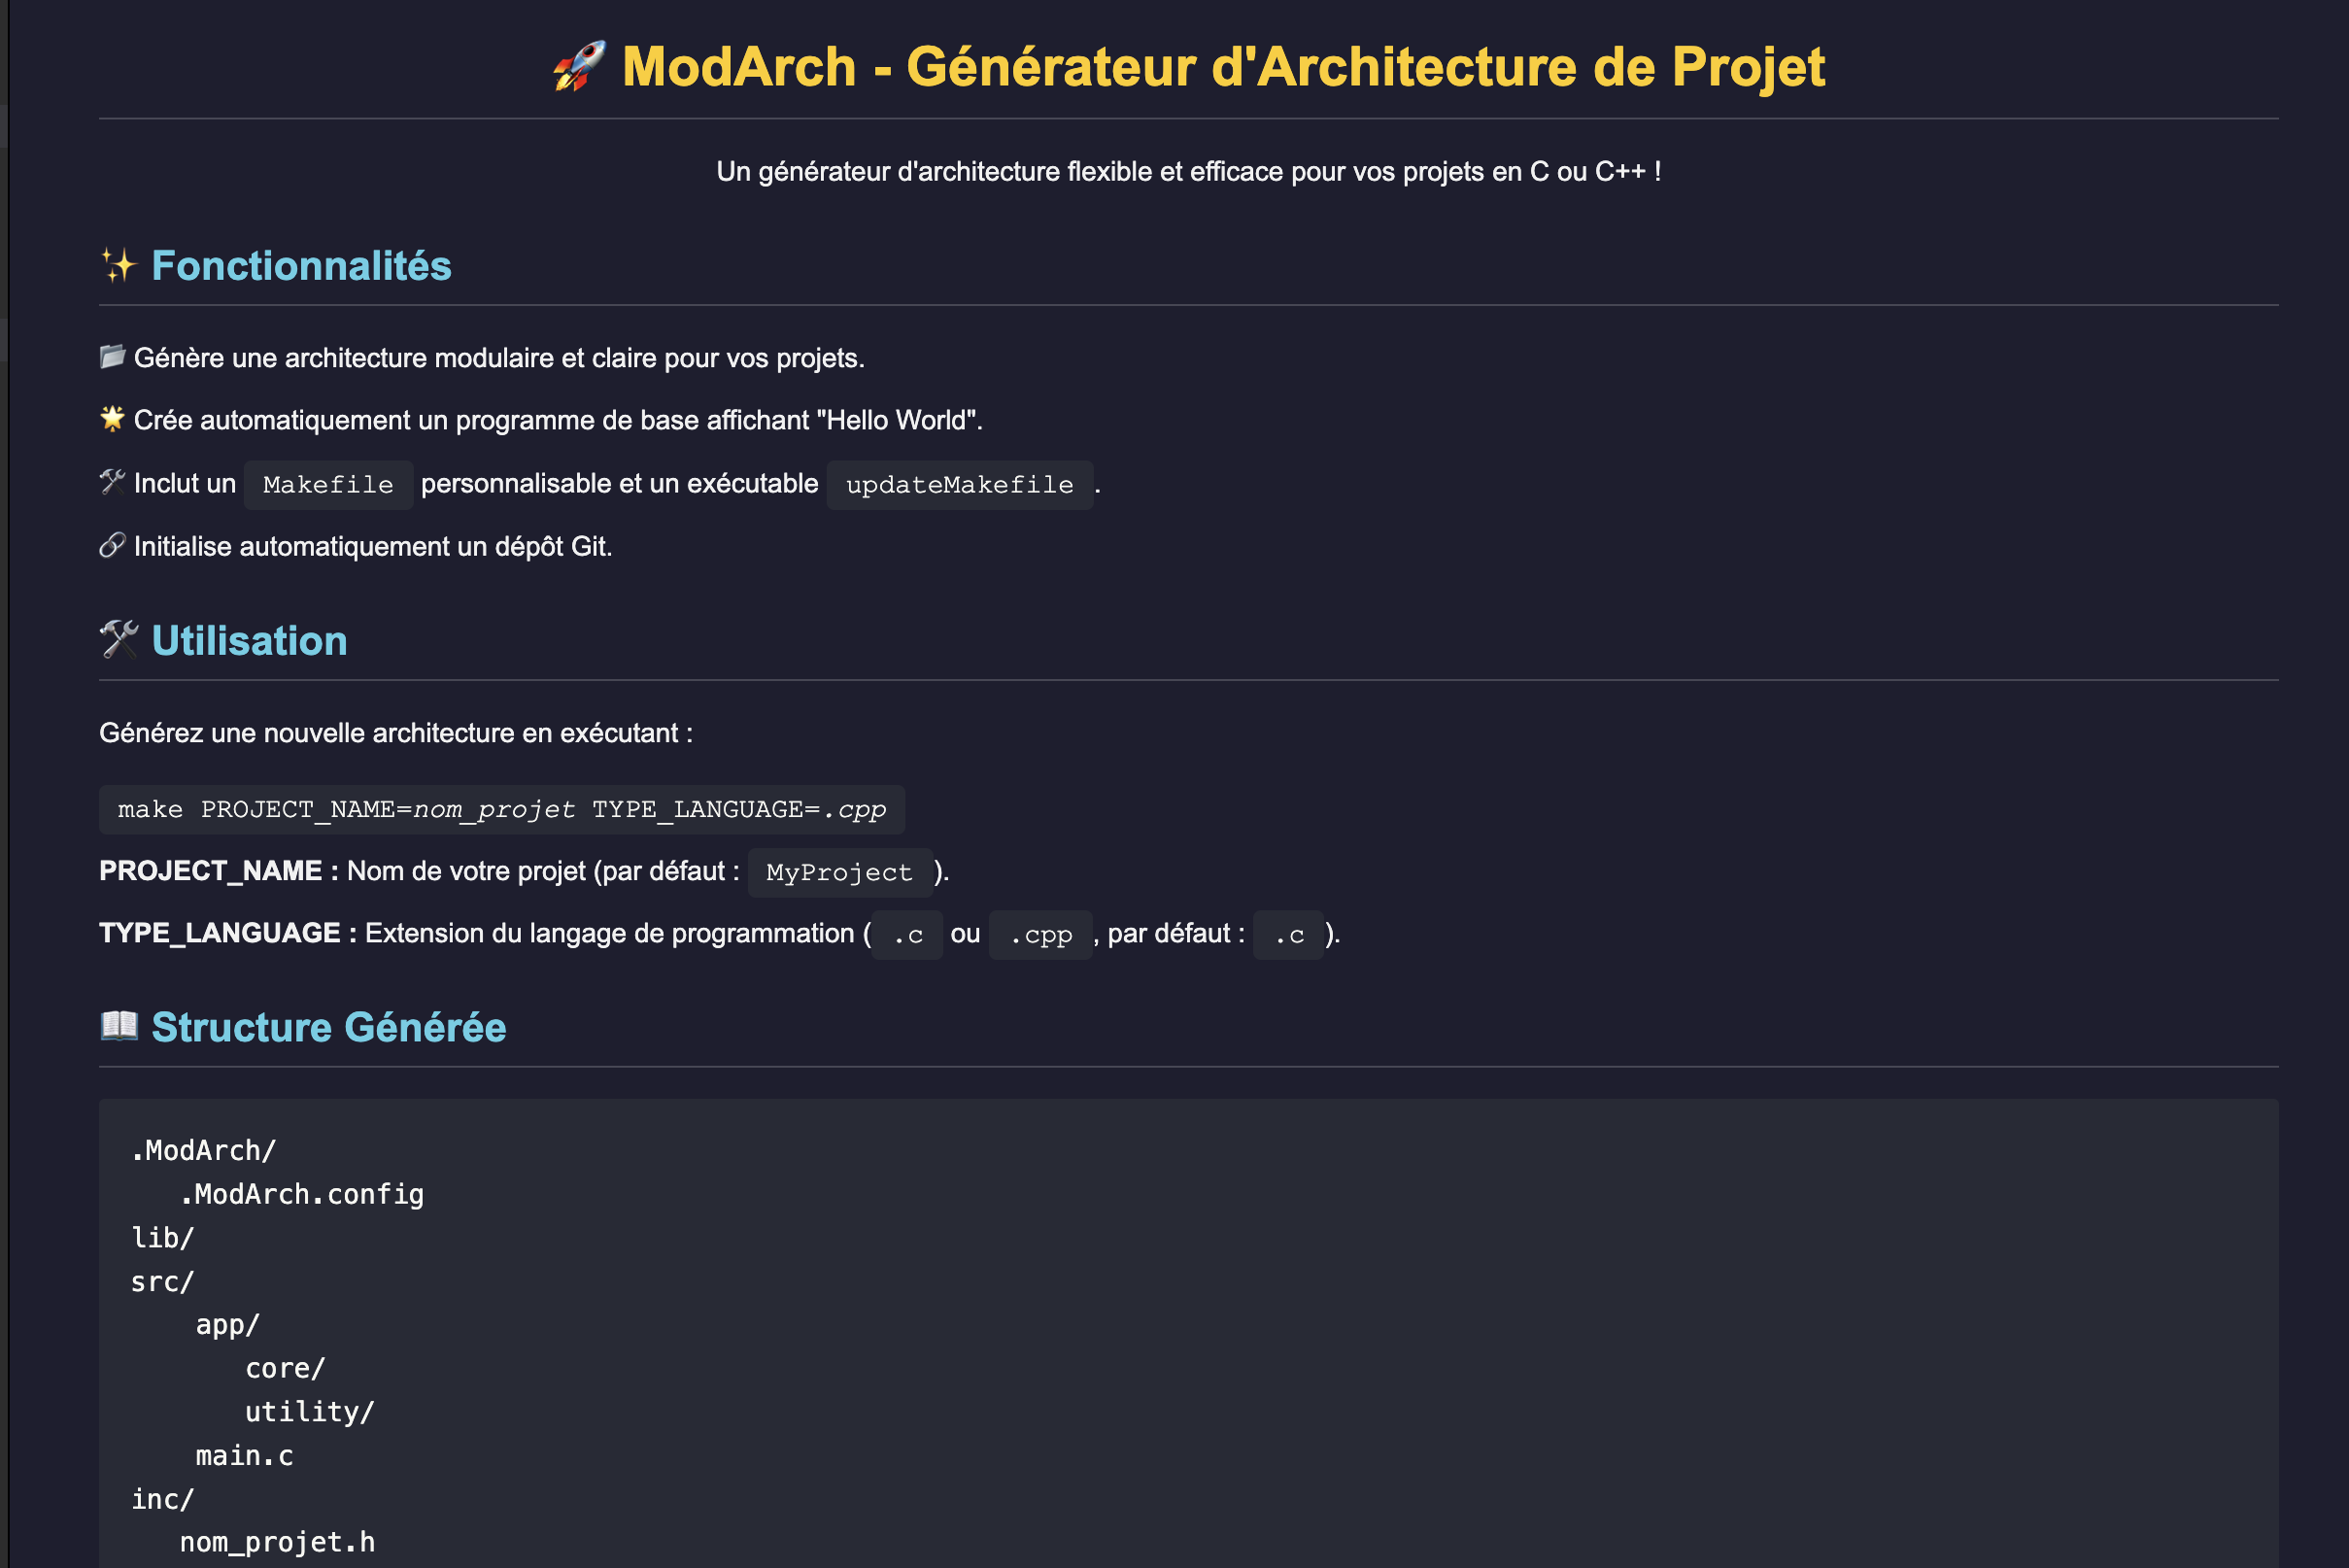 🚀 ModArch - Générateur d'Architecture de Projet
Un générateur d'architecture flexible et efficace pour vos projets en C ou C++ !
✨ Fonctionnalités
📁 Génère une architecture modulaire et claire pour vos projets.
🌟 Crée automatiquement un programme de base affichant "Hello World".
🛠 Inclut un Makefile personnalisable et un exécutable updateMakefile.
🔗 Initialise automatiquement un dépôt Git.
🛠 Utilisation
Générez une nouvelle architecture en exécutant :
make PROJECT_NAME=nom_projet TYPE_LANGUAGE=.cpp
PROJECT_NAME : Nom de votre projet (par défaut : MyProject).
TYPE_LANGUAGE : Extension du langage de programmation (.c ou .cpp, par défaut : .c).
📖 Structure Générée
.ModArch/
   .ModArch.config
lib/
src/
    app/
       core/
       utility/
    main.c
inc/
   nom_projet.h